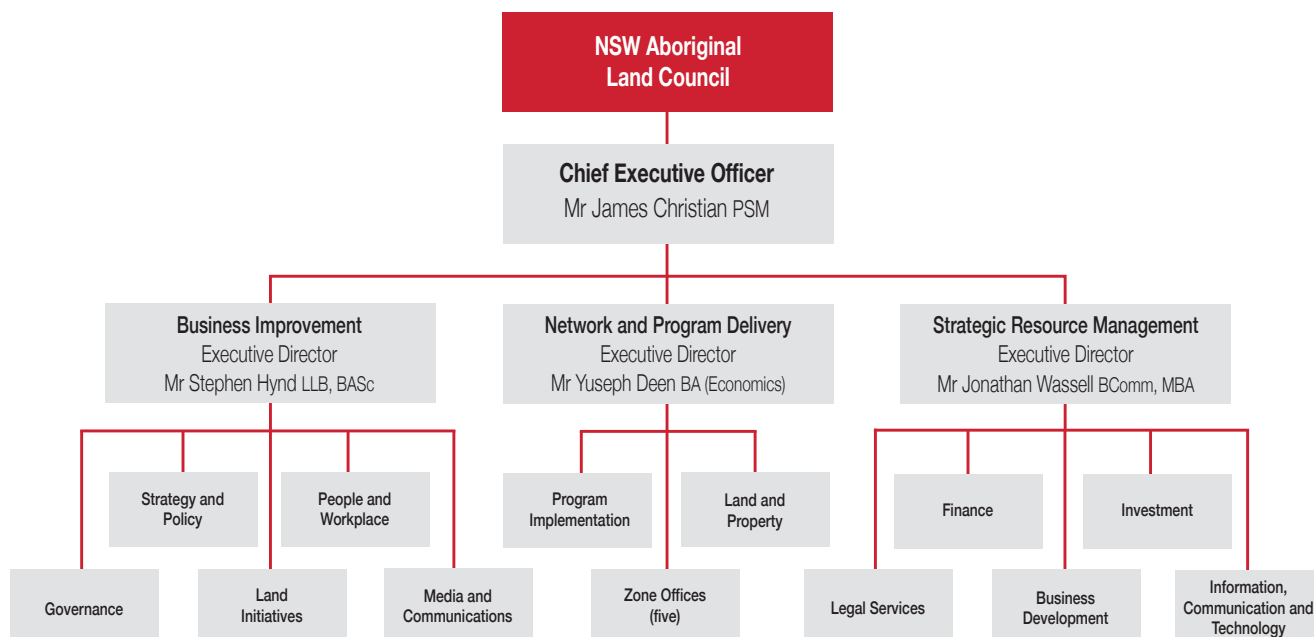 NSW Aboriginal
Land Council
Chief Executive Officer
Mr James Christian PSM
Business Improvement
Executive Director
Mr Stephen Hynd LLB, BASc
Network and Program Delivery
Executive Director
Mr Yuseph Deen BA (Economics)
Strategic Resource Management
Executive Director
Mr Jonathan Wassell BComm, MBA
Strategy and
Policy
People and
Workplace
Program
Implementation
Land and
Property
Finance
Investment
Governance
Land
Initiatives
Media and
Communications
Zone Offices
(five)
Legal Services
Business
Development
Information,
Communication and
Technology